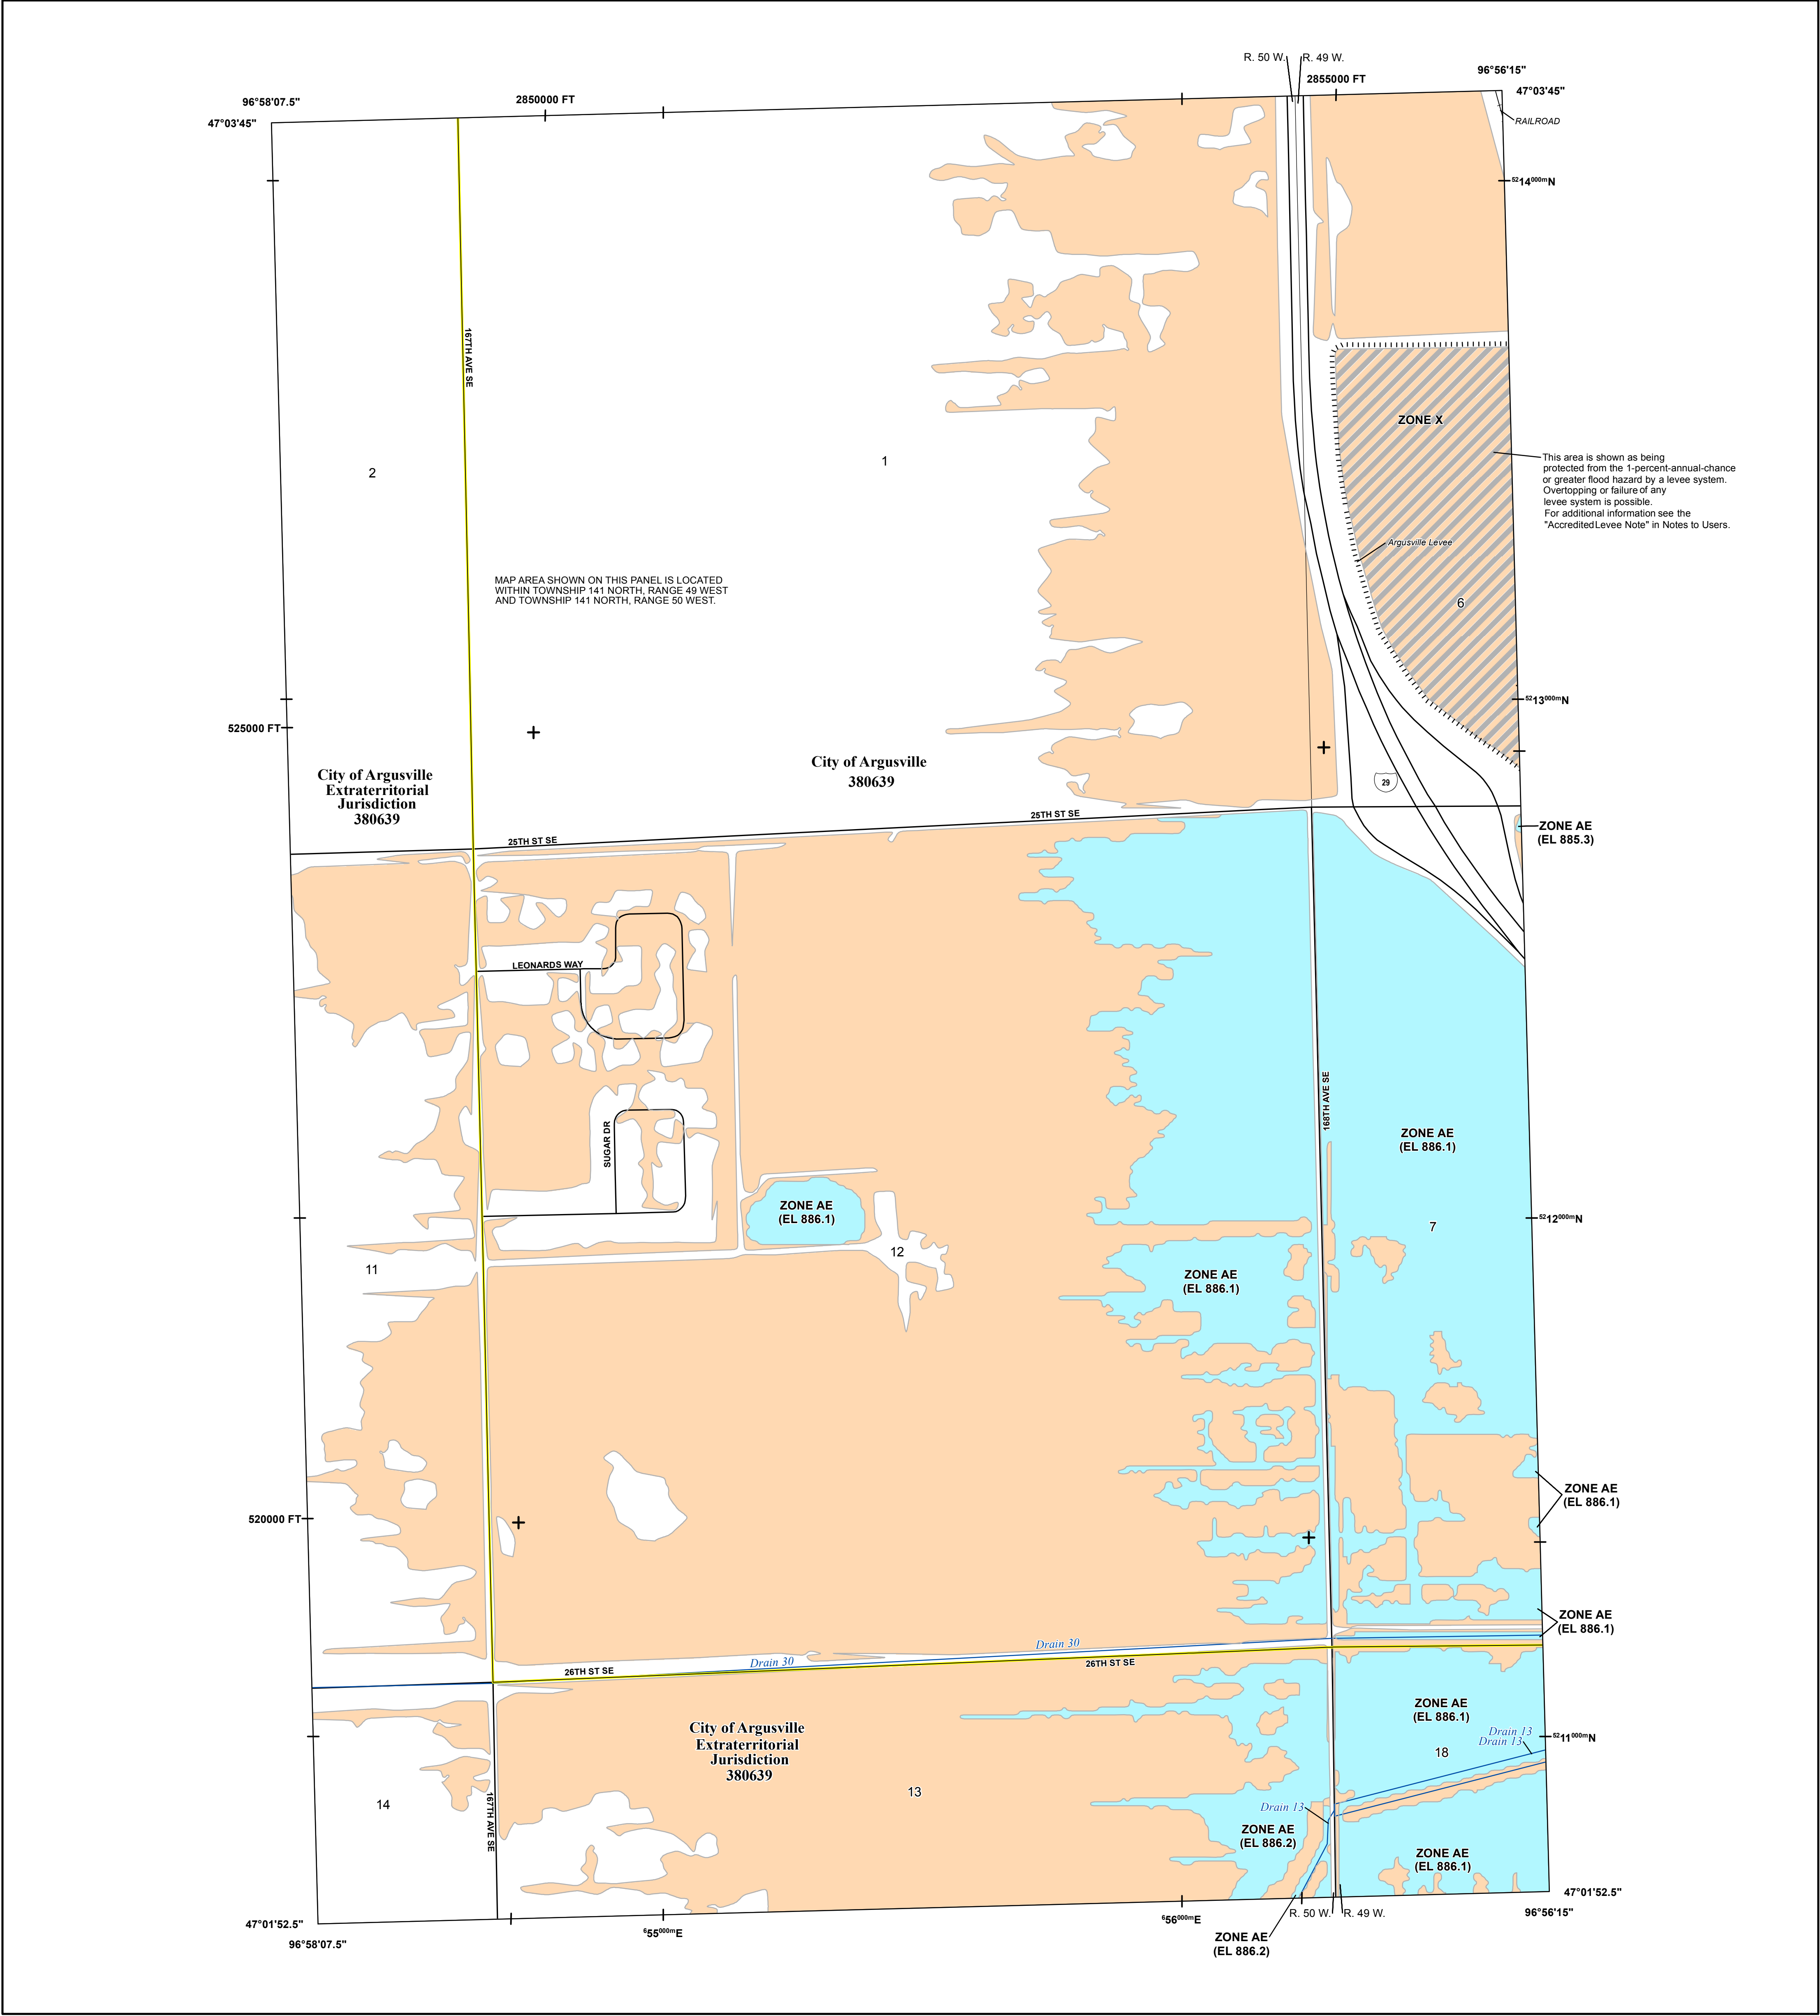 R. 50 W. R. 49 W.
96°56'15"
2855000 FT
96°58'07.5"
2850000 FT
47°03'45"
47°03'45"
RAILROAD
5214000mN
167TH AVE SE
ZONE X
2
1
This area is shown as being
protected from the 1-percent-annual-chance
or greater flood hazard by a levee system.
Overtopping or failure of any
levee system is possible.
For additional information see the
"AccreditedLevee Note" in Notes to Users.
Argusville Levee
MAP AREA SHOWN ON THIS PANEL IS LOCATED
WITHIN TOWNSHIP 141 NORTH, RANGE 49 WEST
AND TOWNSHIP 141 NORTH, RANGE 50 WEST.
6
5213000mN
525000 FT
City of Argusville
380639
City of Argusville
Extraterritorial
Jurisdiction
380639
29
25TH ST SE
25TH ST SE
ZONE AE
(EL 885.3)
LEONARDS WAY
168TH AVE SE
SUGAR DR
ZONE AE
(EL 886.1)
ZONE AE
(EL 886.1)
5212000mN
7
12
11
ZONE AE
(EL 886.1)
ZONE AE
(EL 886.1)
520000 FT
ZONE AE
(EL 886.1)
Drain 30
Drain 30
26TH ST SE
26TH ST SE
ZONE AE
(EL 886.1)
City of Argusville
Extraterritorial
Jurisdiction
380639
Drain 13
Drain 13
5211000mN
18
13
14
167TH AVE SE
Drain 13
ZONE AE
(EL 886.2)
ZONE AE
(EL 886.1)
47°01'52.5"
R. 50 W. R. 49 W.
96°56'15"
656000mE
655000mE
47°01'52.5"
96°58'07.5"
ZONE AE
(EL 886.2)